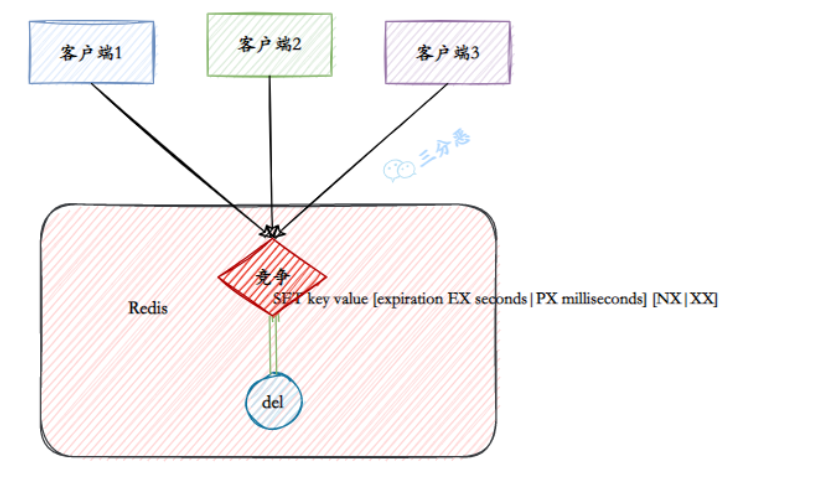 客户端1
客户端2
客户端3
三分恶
竞争
SET key value [expiration EX seconds|PX milliseconds] [NX|XX]
Redis
del